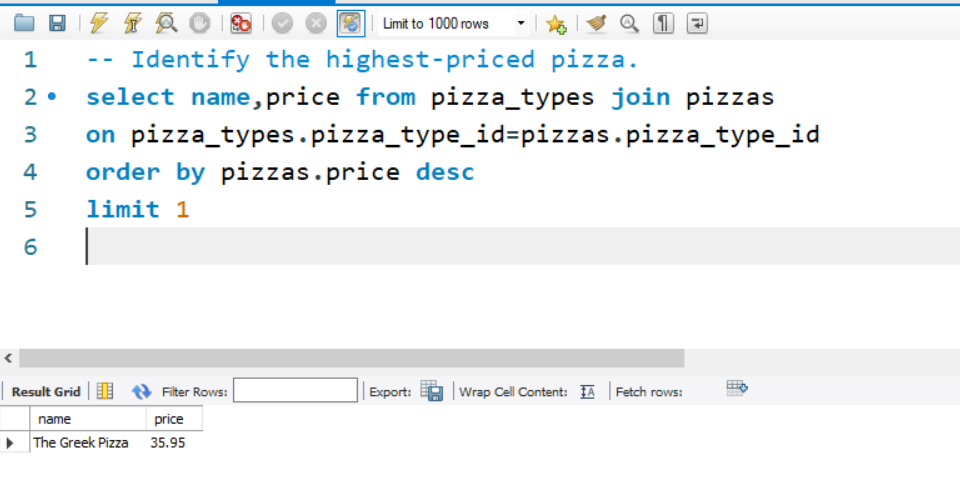 Limit to 1000 rows
1 -- Identify the highest-priced pizza.
2 select name,price from pizza_types join pizzas
3 on pizza_types.pizza_type_id=pizzas.pizza_type_id
4 order by pizzas.price desc
5 limit 1
6
Result Grid Filter Rows: Export: Wrap Cell Content: Fetch rows:
name price
The Greek Pizza 35.95